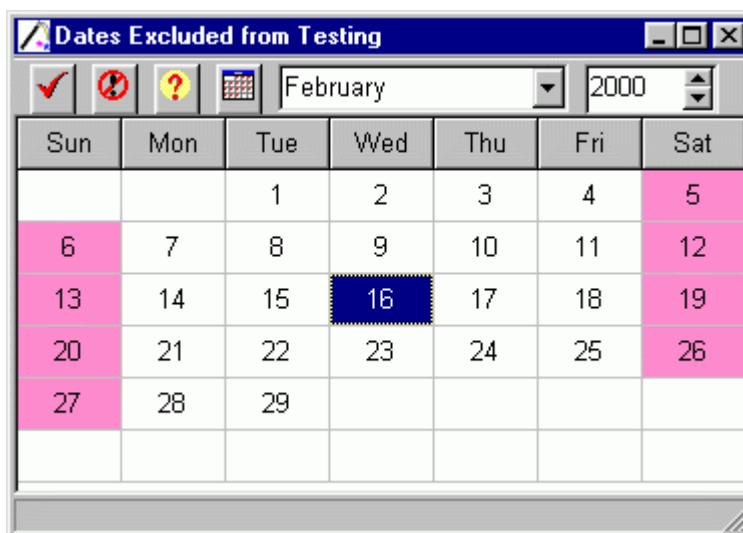 Dates Excluded from Testing
February 2000
Sun Mon Tue Wed Thu Fri Sat
1 2 3 4 5
6 7 8 9 10 11 12
13 14 15 16 17 18 19
20 21 22 23 24 25 26
27 28 29